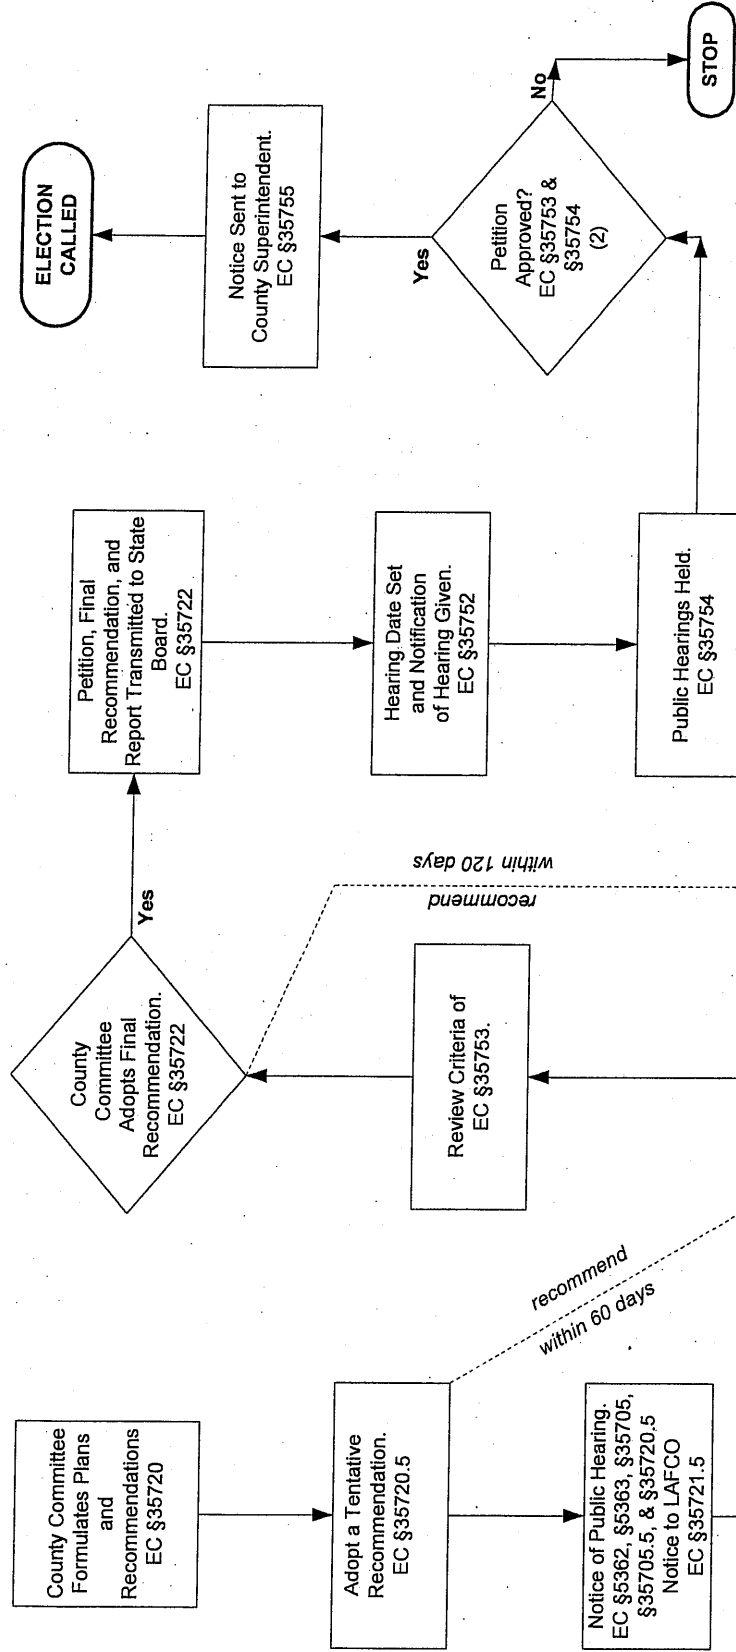 County Committee
Formulates Plans
and
Recommendations
EC §35720
Adopt a Tentative
Recommendation.
EC §35720.5
Notice of Public Hearing.
EC §5362, §5363, §35705,
§35705.5, & §35720.5
Notice to LAFCO
EC §35721.5
recommend
within 60 days
County
Committee
Adopts Final
Recommendation.
EC §35722
Yes
Review Criteria of
EC §35753.
recommend
within 120 days
Petition, Final
Recommendation, and
Report Transmitted to State
Board.
EC §35722
Hearing Date Set
and Notification
of Hearing Given.
EC §35752
Public Hearings Held.
EC §35754
ELECTION
CALLED
Notice Sent to
County Superintendent.
EC §35755
Yes
Petition
Approved?
EC §35753 &
§35754
(2)
No
STOP